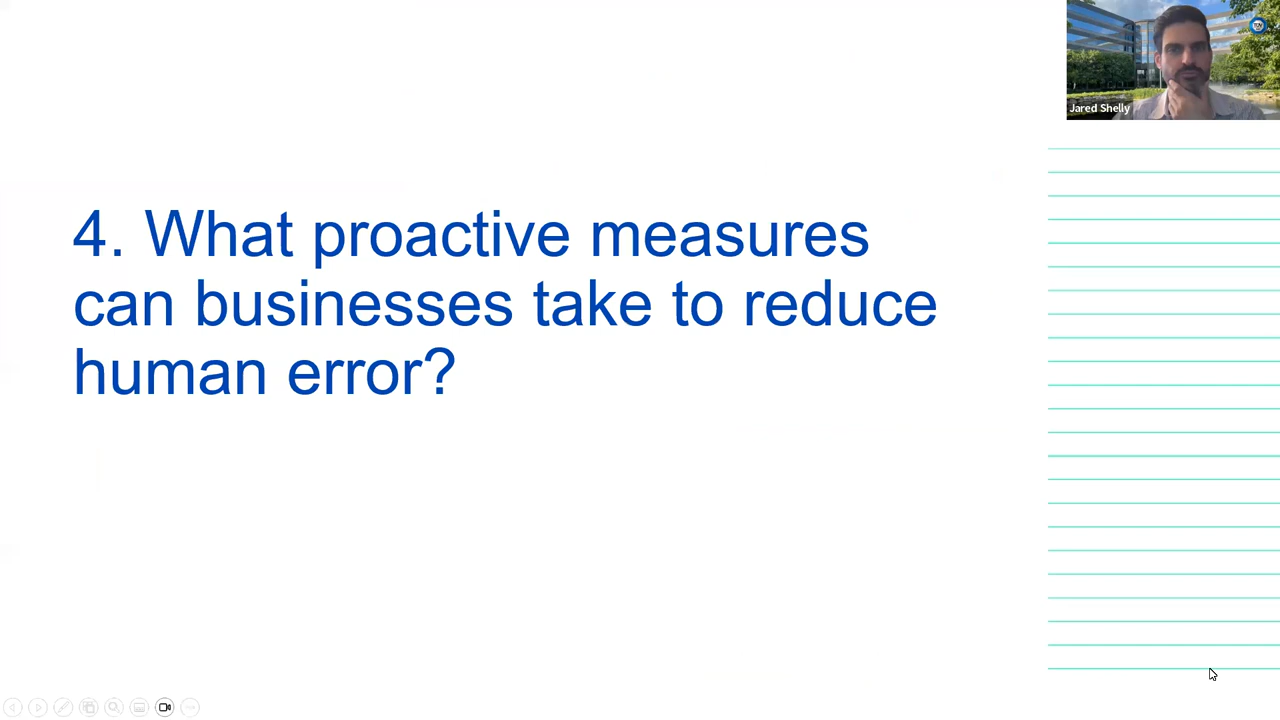 Jared Shelly
4. What proactive measures
can businesses take to reduce
human error?